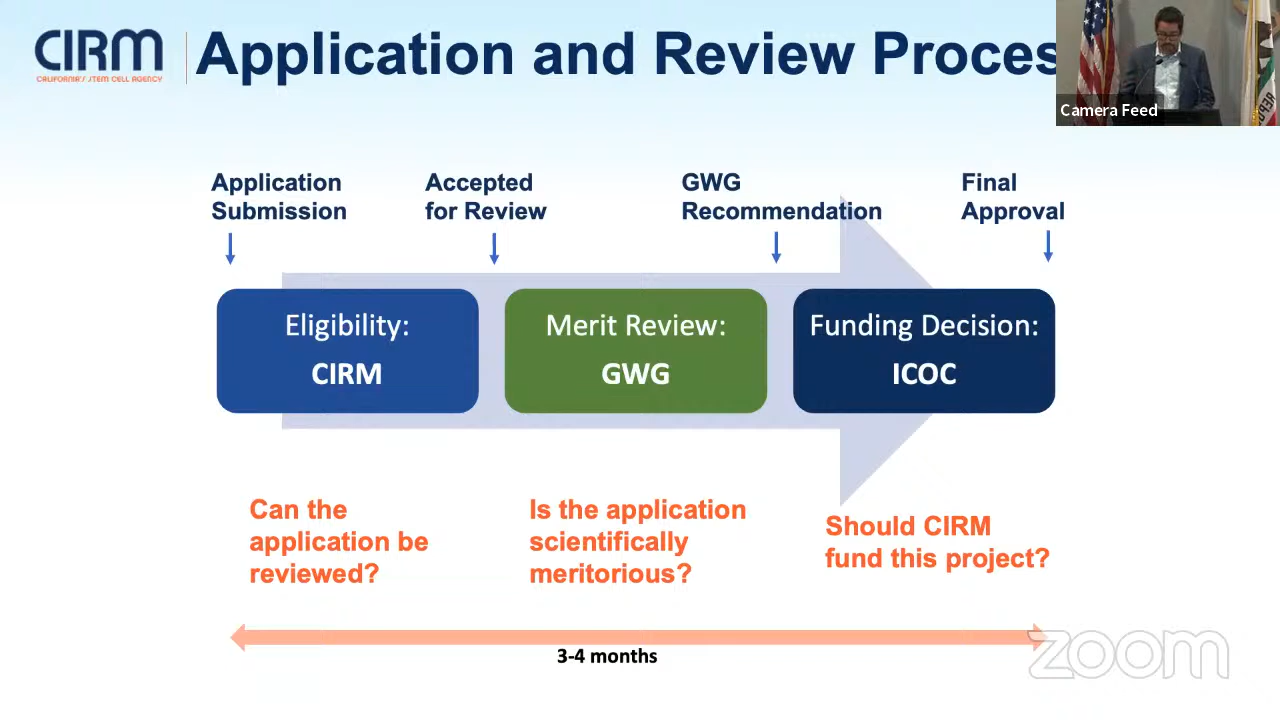 CIRM
CALIFORNIA'S STEM CELL AGENCY
Application and Review Proces
Camera Feed
Application
Submission
Accepted
for Review
GWG
Recommendation
Final
Approval
Eligibility:
CIRM
Merit Review:
GWG
Funding Decision:
ICOC
Can the
application be
reviewed?
Is the application
scientifically
meritorious?
Should CIRM
fund this project?
3-4 months
zoom